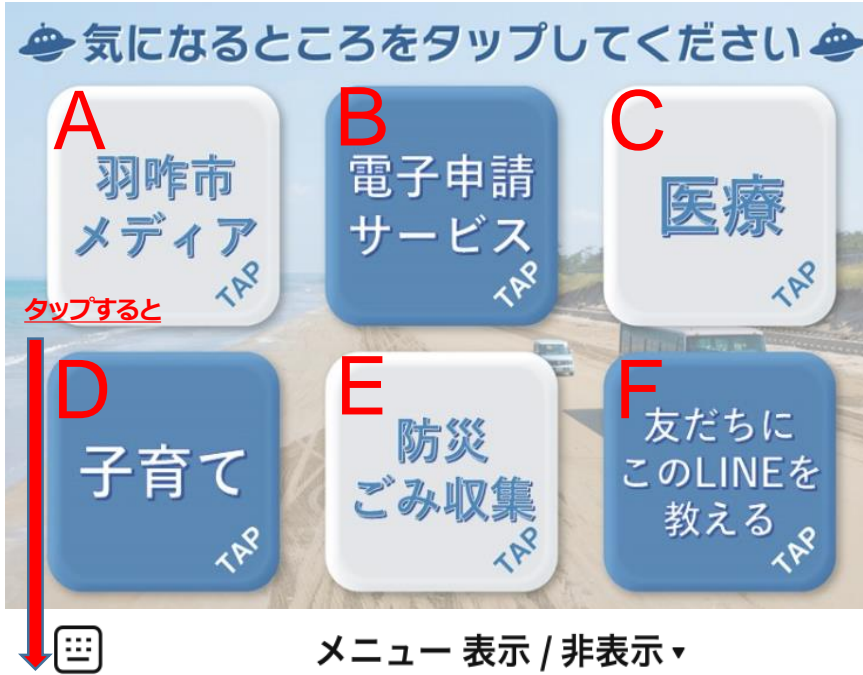 気になるところをタップしてください
A
羽咋市
メディア
TAP
B
電子申請
サービス
TAP
C
医療
TAP
タップすると
D
子育て
TAP
E
防災
ごみ収集
TAP
F
友だちに
このLINEを
教える
TAP
メニュー 表示 / 非表示 ▾